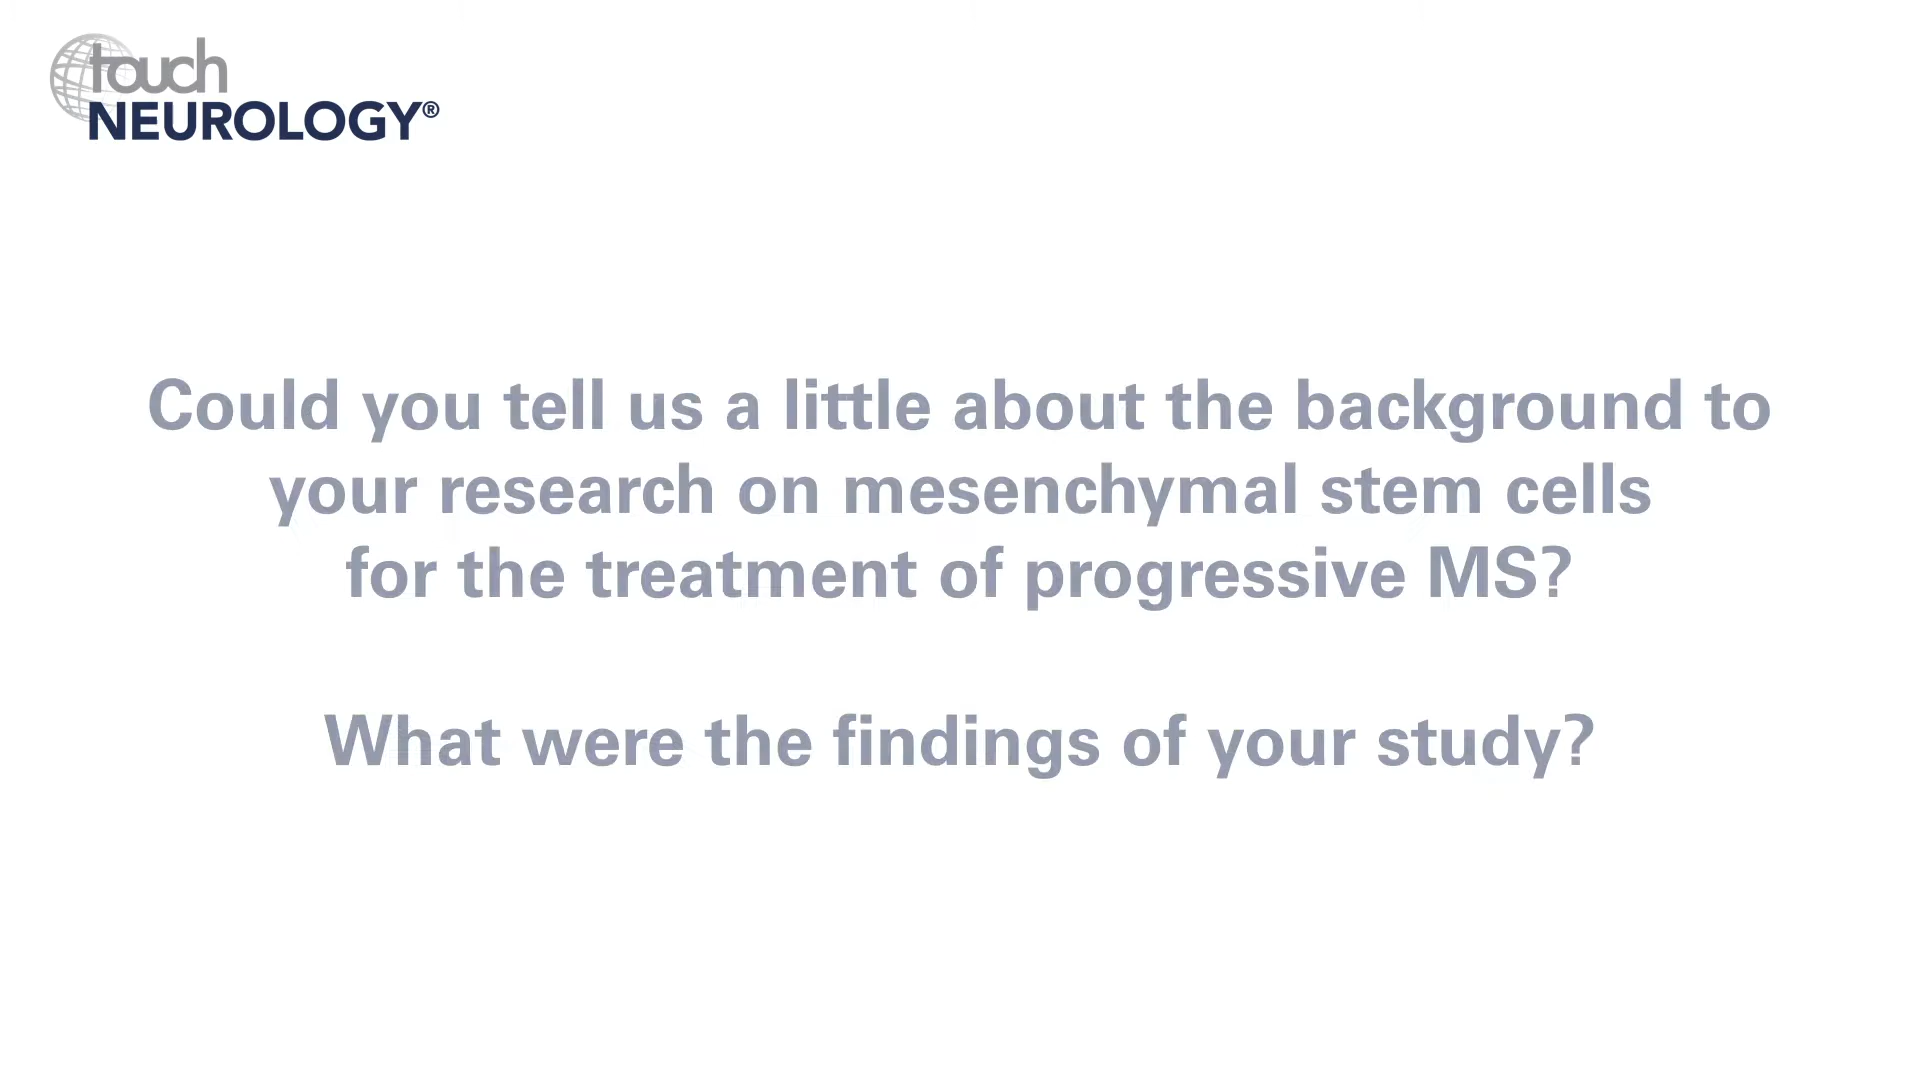 touch
NEUROLOGY®
Could you tell us a little about the background to
your research on mesenchymal stem cells
for the treatment of progressive MS?
What were the findings of your study?